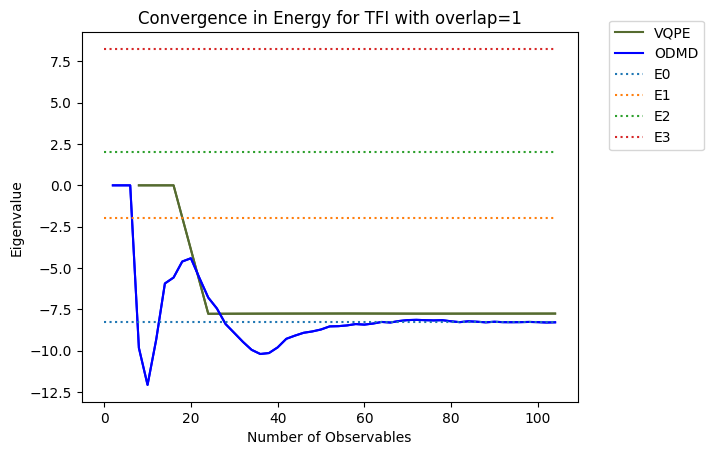 Convergence in Energy for TFI with overlap=1
VQPE
ODMD
E0
E1
E2
E3
7.5
5.0
2.5
0.0
−2.5
−5.0
−7.5
−10.0
−12.5
Eigenvalue
0
20
40
60
80
100
Number of Observables